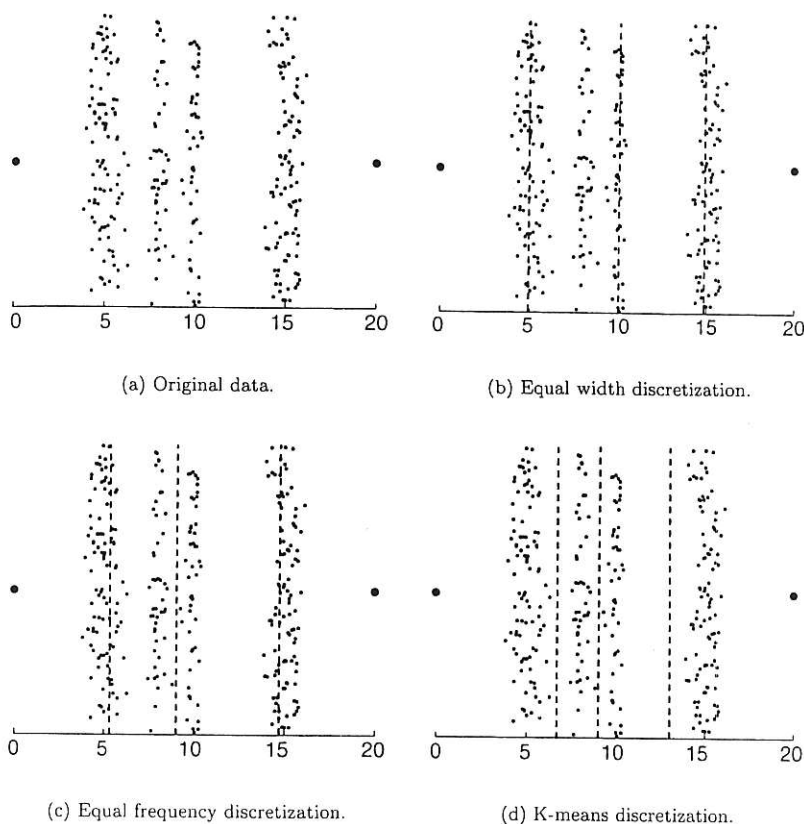 0 5 10 15 20
0 5 10 15 20
(a) Original data.
(b) Equal width discretization.
0 5 10 15 20
0 5 10 15 20
(c) Equal frequency discretization.
(d) K-means discretization.